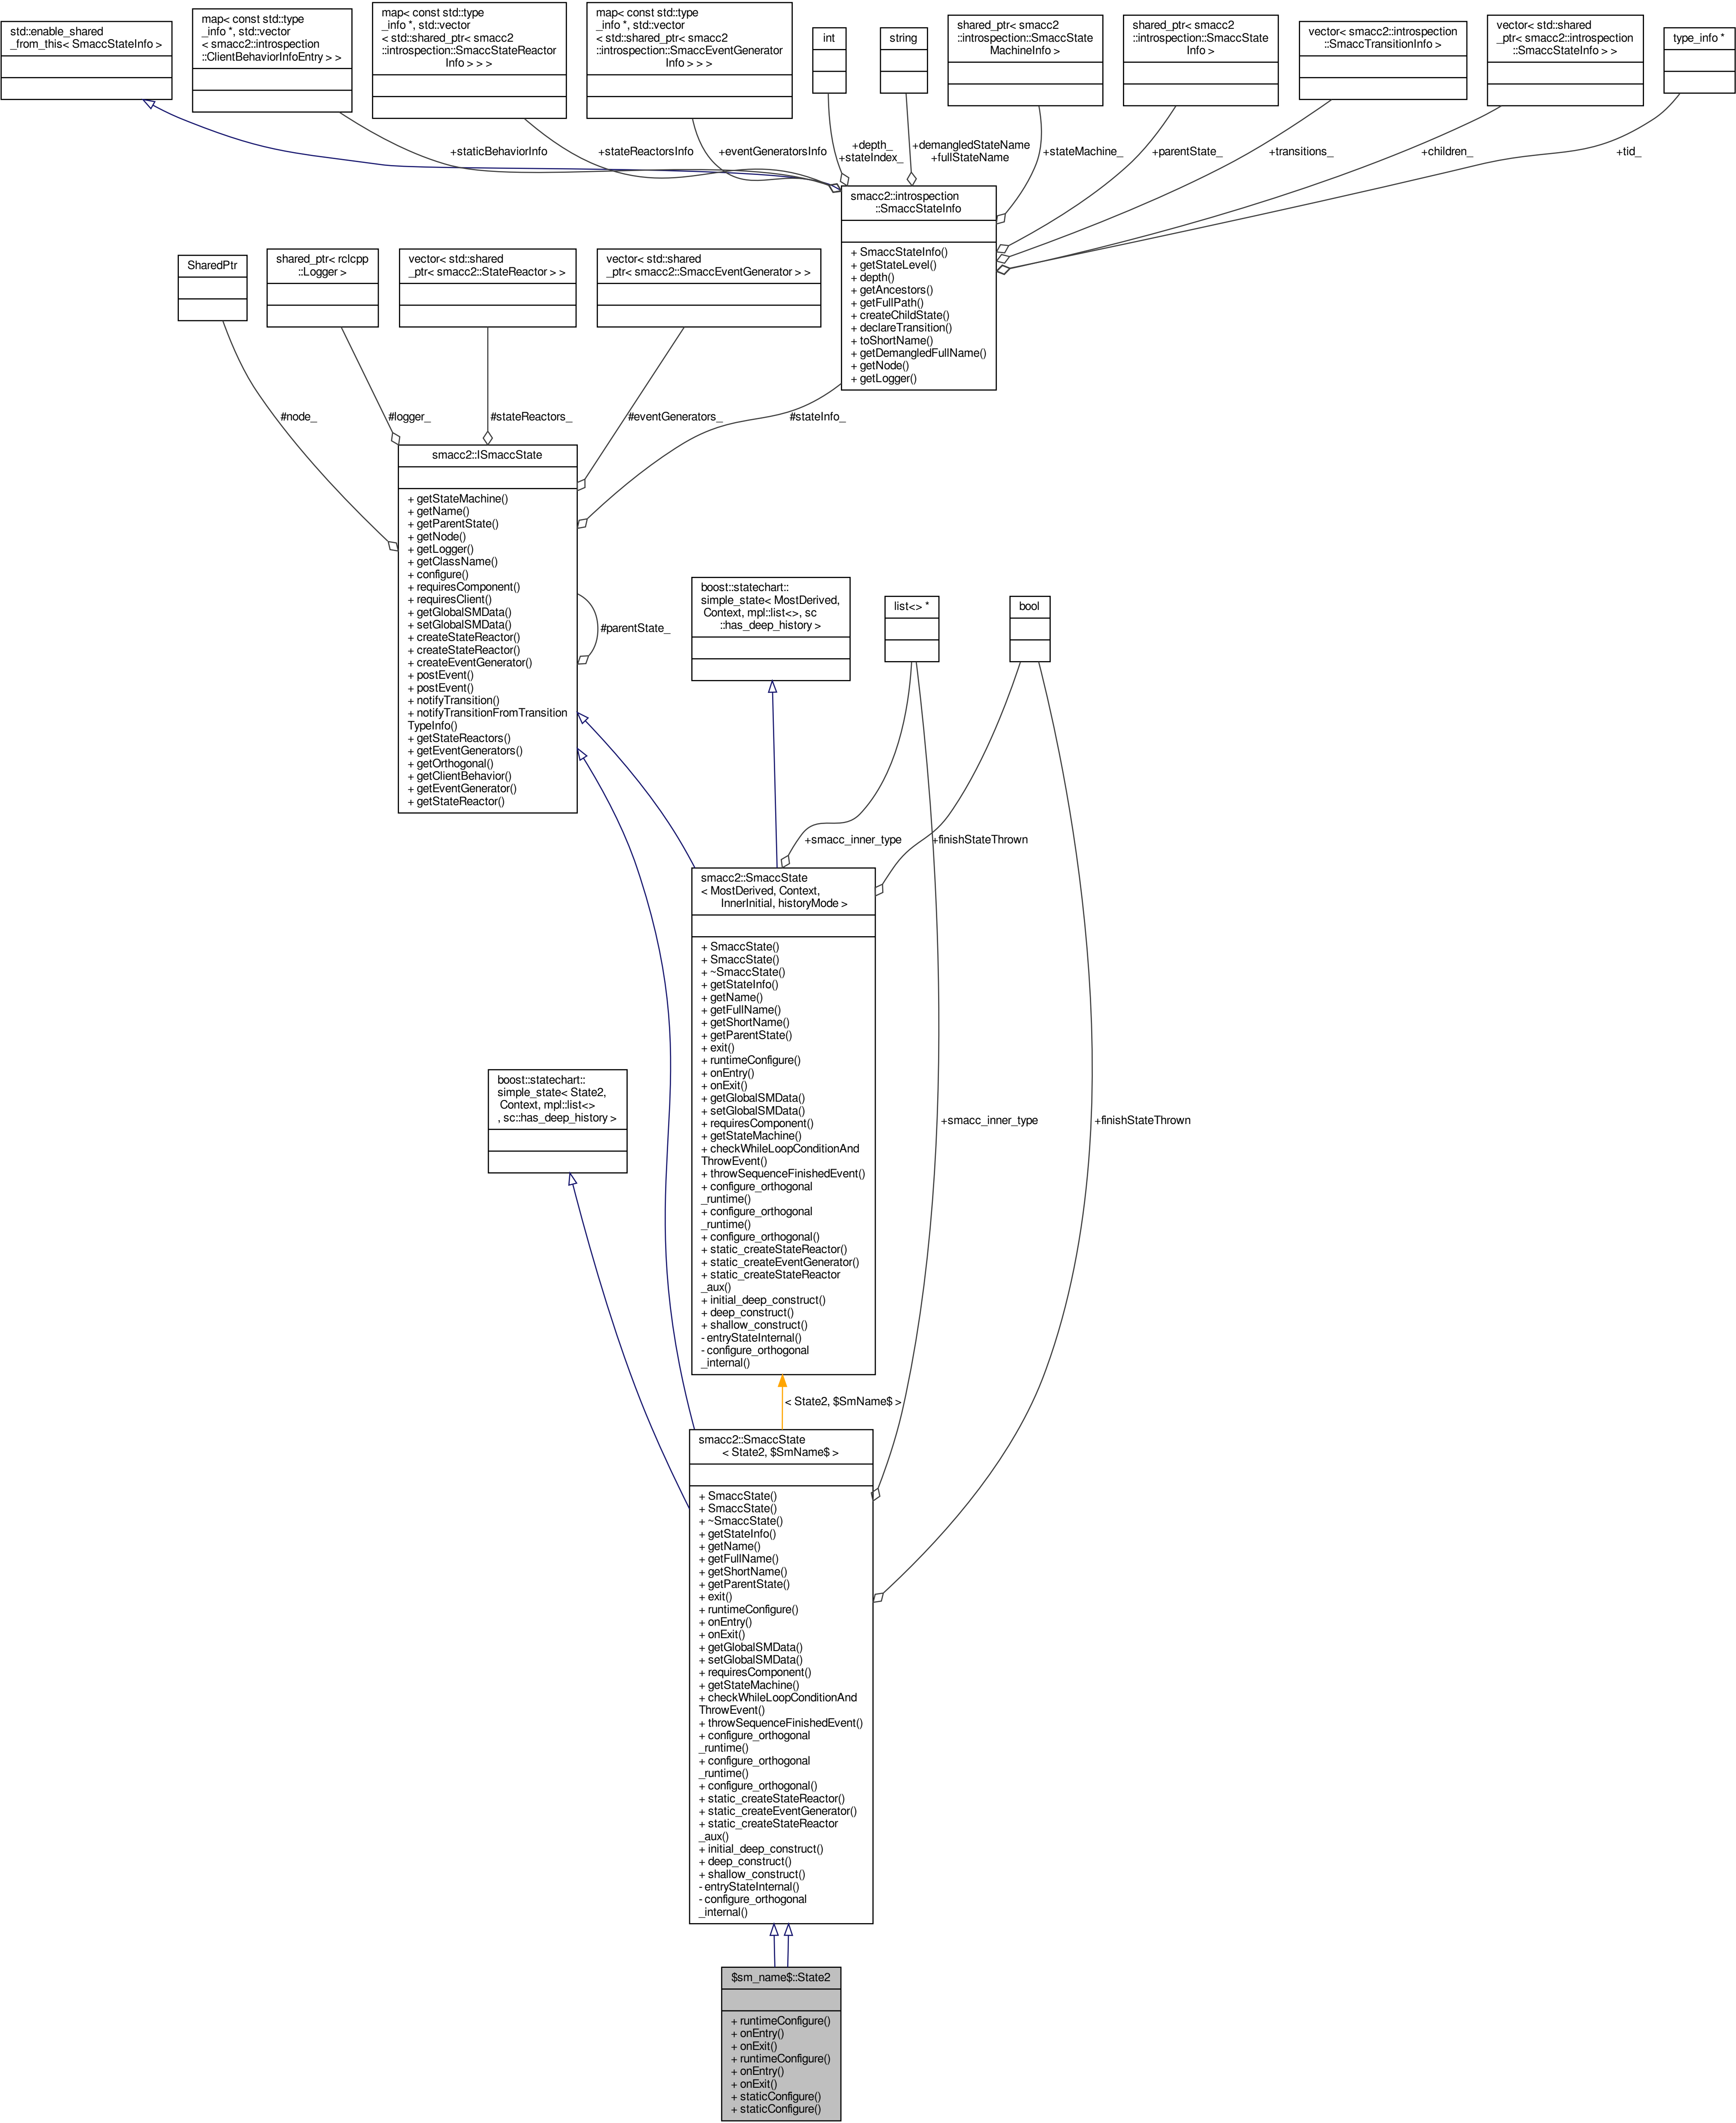 std::enable_shared
_from_this< SmaccStateInfo >
map< const std::type
_info *, std::vector
< smacc2::introspection
::ClientBehaviorInfoEntry > >
map< const std::type
_info *, std::vector
< std::shared_ptr< smacc2
::introspection::SmaccStateReactor
Info > > >
map< const std::type
_info *, std::vector
< std::shared_ptr< smacc2
::introspection::SmaccEventGenerator
Info > > >
int
string
shared_ptr< smacc2
::introspection::SmaccState
MachineInfo >
shared_ptr< smacc2
::introspection::SmaccState
Info >
vector< smacc2::introspection
::SmaccTransitionInfo >
vector< std::shared
_ptr< smacc2::introspection
::SmaccStateInfo > >
type_info *
+staticBehaviorInfo
+stateReactorsInfo
+eventGeneratorsInfo
+depth_
+stateIndex_
+demangledStateName
+fullStateName
+stateMachine_
+parentState_
+transitions_
+children_
+tid_
smacc2::introspection
::SmaccStateInfo
+ SmaccStateInfo()
+ getStateLevel()
+ depth()
+ getAncestors()
+ getFullPath()
+ createChildState()
+ declareTransition()
+ toShortName()
+ getDemangledFullName()
+ getNode()
+ getLogger()
SharedPtr
shared_ptr< rclcpp
::Logger >
vector< std::shared
_ptr< smacc2::StateReactor > >
vector< std::shared
_ptr< smacc2::SmaccEventGenerator > >
#node_
#logger_
#stateReactors_
#eventGenerators_
#stateInfo_
smacc2::ISmaccState
+ getStateMachine()
+ getName()
+ getParentState()
+ getNode()
+ getLogger()
+ getClassName()
+ configure()
+ requiresComponent()
+ requiresClient()
+ getGlobalSMData()
+ setGlobalSMData()
+ createStateReactor()
+ createStateReactor()
+ createEventGenerator()
+ postEvent()
+ postEvent()
+ notifyTransition()
+ notifyTransitionFromTransition
TypeInfo()
+ getStateReactors()
+ getEventGenerators()
+ getOrthogonal()
+ getClientBehavior()
+ getEventGenerator()
+ getStateReactor()
#parentState_
boost::statechart::
simple_state< MostDerived,
Context, mpl::list<>, sc
::has_deep_history >
list<> *
bool
+smacc_inner_type
+finishStateThrown
smacc2::SmaccState
< MostDerived, Context,
InnerInitial, historyMode >
+ SmaccState()
+ SmaccState()
+ ~SmaccState()
+ getStateInfo()
+ getName()
+ getFullName()
+ getShortName()
+ getParentState()
+ exit()
+ runtimeConfigure()
+ onEntry()
+ onExit()
+ getGlobalSMData()
+ setGlobalSMData()
+ requiresComponent()
+ getStateMachine()
+ checkWhileLoopConditionAnd
ThrowEvent()
+ throwSequenceFinishedEvent()
+ configure_orthogonal
_runtime()
+ configure_orthogonal
_runtime()
+ configure_orthogonal()
+ static_createStateReactor()
+ static_createEventGenerator()
+ static_createStateReactor
_aux()
+ initial_deep_construct()
+ deep_construct()
+ shallow_construct()
- entryStateInternal()
- configure_orthogonal
_internal()
boost::statechart::
simple_state< State2,
Context, mpl::list<>
, sc::has_deep_history >
+smacc_inner_type
+finishStateThrown
< State2, $SmName$ >
smacc2::SmaccState
< State2, $SmName$ >
+ SmaccState()
+ SmaccState()
+ ~SmaccState()
+ getStateInfo()
+ getName()
+ getFullName()
+ getShortName()
+ getParentState()
+ exit()
+ runtimeConfigure()
+ onEntry()
+ onExit()
+ getGlobalSMData()
+ setGlobalSMData()
+ requiresComponent()
+ getStateMachine()
+ checkWhileLoopConditionAnd
ThrowEvent()
+ throwSequenceFinishedEvent()
+ configure_orthogonal
_runtime()
+ configure_orthogonal
_runtime()
+ configure_orthogonal()
+ static_createStateReactor()
+ static_createEventGenerator()
+ static_createStateReactor
_aux()
+ initial_deep_construct()
+ deep_construct()
+ shallow_construct()
- entryStateInternal()
- configure_orthogonal
_internal()
$sm_name$::State2
+ runtimeConfigure()
+ onEntry()
+ onExit()
+ runtimeConfigure()
+ onEntry()
+ onExit()
+ staticConfigure()
+ staticConfigure()